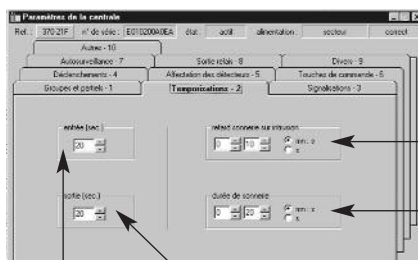 Paramètres de la centrale
Ref.: 370-21F n° de série: E010200A0EA état: actif alimentation: secteur correct
Autres - 10
Autosurveillance - 7 Sortie relais - 8 Divers - 9
Déclenchements - 4 Affectation des détecteurs - 5 Touches de commande - 6
Groupes et partiels - 1 Temporisations - 2 Signalisations - 3
entrée (sec.) retard sonnerie sur intrusion
20 0 10 mn : s
s
sortie (sec.) durée de sonnerie
20 0 20 mn : s
s